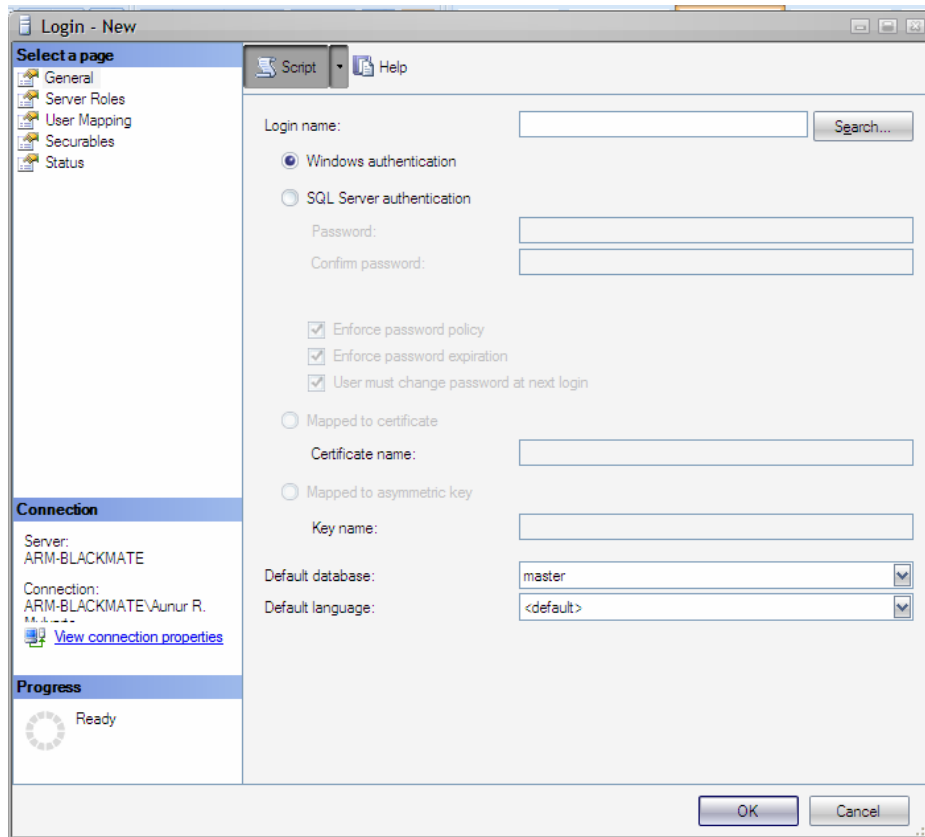 Login - New
Select a page
General
Server Roles
User Mapping
Securables
Status
Script
Help
Login name:
Search...
Windows authentication
SQL Server authentication
Password:
Confirm password:
Enforce password policy
Enforce password expiration
User must change password at next login
Mapped to certificate
Certificate name:
Mapped to asymmetric key
Key name:
Default database:
master
Default language:
<default>
Connection
Server:
ARM-BLACKMATE
Connection:
ARM-BLACKMATE\Aunur R.
View connection properties
Progress
Ready
OK
Cancel